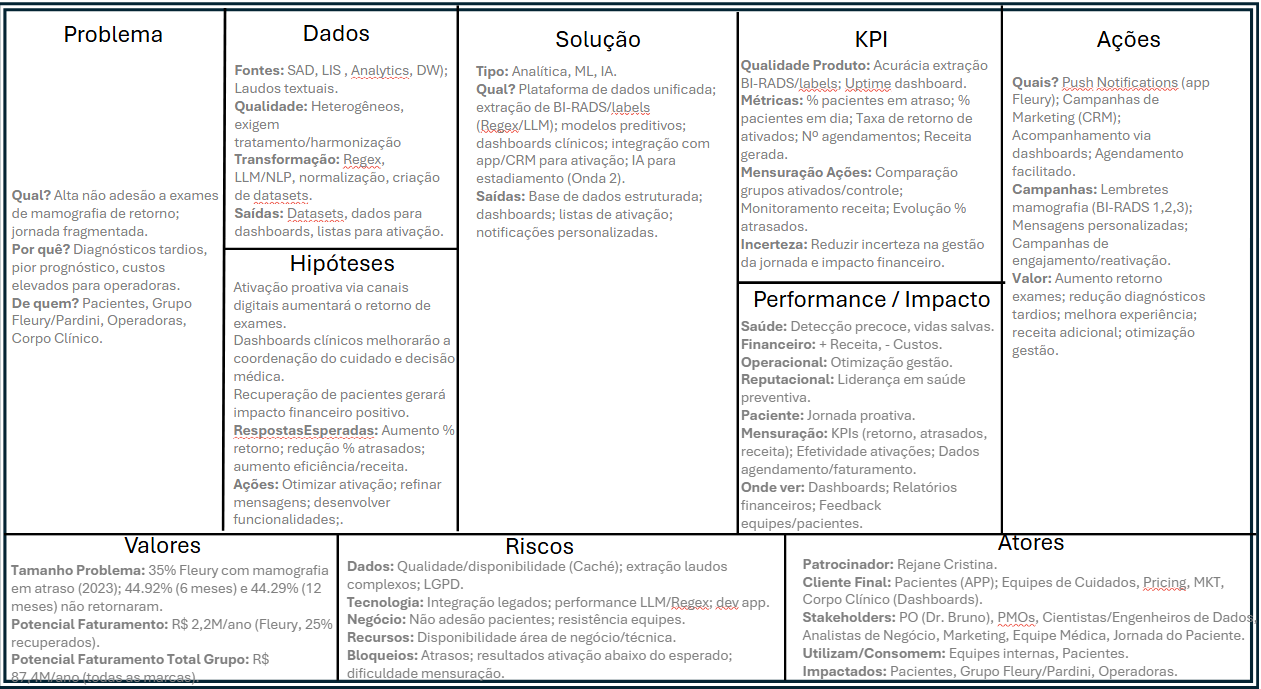 Problema
Qual? Alta não adesão a exames
de mamografia de retorno;
jornada fragmentada.
Por quê? Diagnósticos tardios,
pior prognóstico, custos
elevados para operadoras.
De quem? Pacientes, Grupo
Fleury/Pardini, Operadoras,
Corpo Clínico.
Dados
Fontes: SAD, LIS , Analytics, DW);
Laudos textuais.
Qualidade: Heterogêneos,
exigem
tratamento/harmonização
Transformação: Regex,
LLM/NLP, normalização, criação
de datasets.
Saídas: Datasets, dados para
dashboards, listas para ativação.
Hipóteses
Ativação proativa via canais
digitais aumentará o retorno de
exames.
Dashboards clínicos melhorarão a
coordenação do cuidado e decisão
médica.
Recuperação de pacientes gerará
impacto financeiro positivo.
RespostasEsperadas: Aumento %
retorno; redução % atrasados;
aumento eficiência/receita.
Ações: Otimizar ativação; refinar
mensagens; desenvolver
funcionalidades;.
Solução
Tipo: Analítica, ML, IA.
Qual? Plataforma de dados unificada;
extração de BI-RADS/labels
(Regex/LLM); modelos preditivos;
dashboards clínicos; integração com
app/CRM para ativação; IA para
estadiamento (Onda 2).
Saídas: Base de dados estruturada;
dashboards; listas de ativação;
notificações personalizadas.
KPI
Qualidade Produto: Acurácia extração
BI-RADS/labels; Uptime dashboard.
Métricas: % pacientes em atraso; %
pacientes em dia; Taxa de retorno de
ativados; Nº agendamentos; Receita
gerada.
Mensuração Ações: Comparação
grupos ativados/controle;
Monitoramento receita; Evolução %
atrasados.
Incerteza: Reduzir incerteza na gestão
da jornada e impacto financeiro.
Performance / Impacto
Saúde: Detecção precoce, vidas salvas.
Financeiro: + Receita, - Custos.
Operacional: Otimização gestão.
Reputacional: Liderança em saúde
preventiva.
Paciente: Jornada proativa.
Mensuração: KPIs (retorno, atrasados,
receita); Efetividade ativações; Dados
agendamento/faturamento.
Onde ver: Dashboards; Relatórios
financeiros; Feedback
equipes/pacientes.
Ações
Quais? Push Notifications (app
Fleury); Campanhas de
Marketing (CRM);
Acompanhamento via
dashboards; Agendamento
facilitado.
Campanhas: Lembretes
mamografia (BI-RADS 1,2,3);
Mensagens personalizadas;
Campanhas de
engajamento/reativação.
Valor: Aumento retorno
exames; redução diagnósticos
tardios; melhora experiência;
receita adicional; otimização
gestão.
Valores
Tamanho Problema: 35% Fleury com mamografia
em atraso (2023); 44.92% (6 meses) e 44.29% (12
meses) não retornaram.
Potencial Faturamento: R$ 2,2M/ano (Fleury, 25%
recuperados).
Potencial Faturamento Total Grupo: R$
87,4M/ano (todas as marcas).
Riscos
Dados: Qualidade/disponibilidade (Caché); extração laudos
complexos; LGPD.
Tecnologia: Integração legados; performance LLM/Regex; dev app.
Negócio: Não adesão pacientes; resistência equipes.
Recursos: Disponibilidade área de negócio/técnica.
Bloqueios: Atrasos; resultados ativação abaixo do esperado;
dificuldade mensuração.
Atores
Patrocinador: Rejane Cristina.
Cliente Final: Pacientes (APP); Equipes de Cuidados, Pricing, MKT,
Corpo Clínico (Dashboards).
Stakeholders: PO (Dr. Bruno), PMOs, Cientistas/Engenheiros de Dados,
Analistas de Negócio, Marketing, Equipe Médica, Jornada do Paciente.
Utilizam/Consomem: Equipes internas, Pacientes.
Impactados: Pacientes, Grupo Fleury/Pardini, Operadoras.